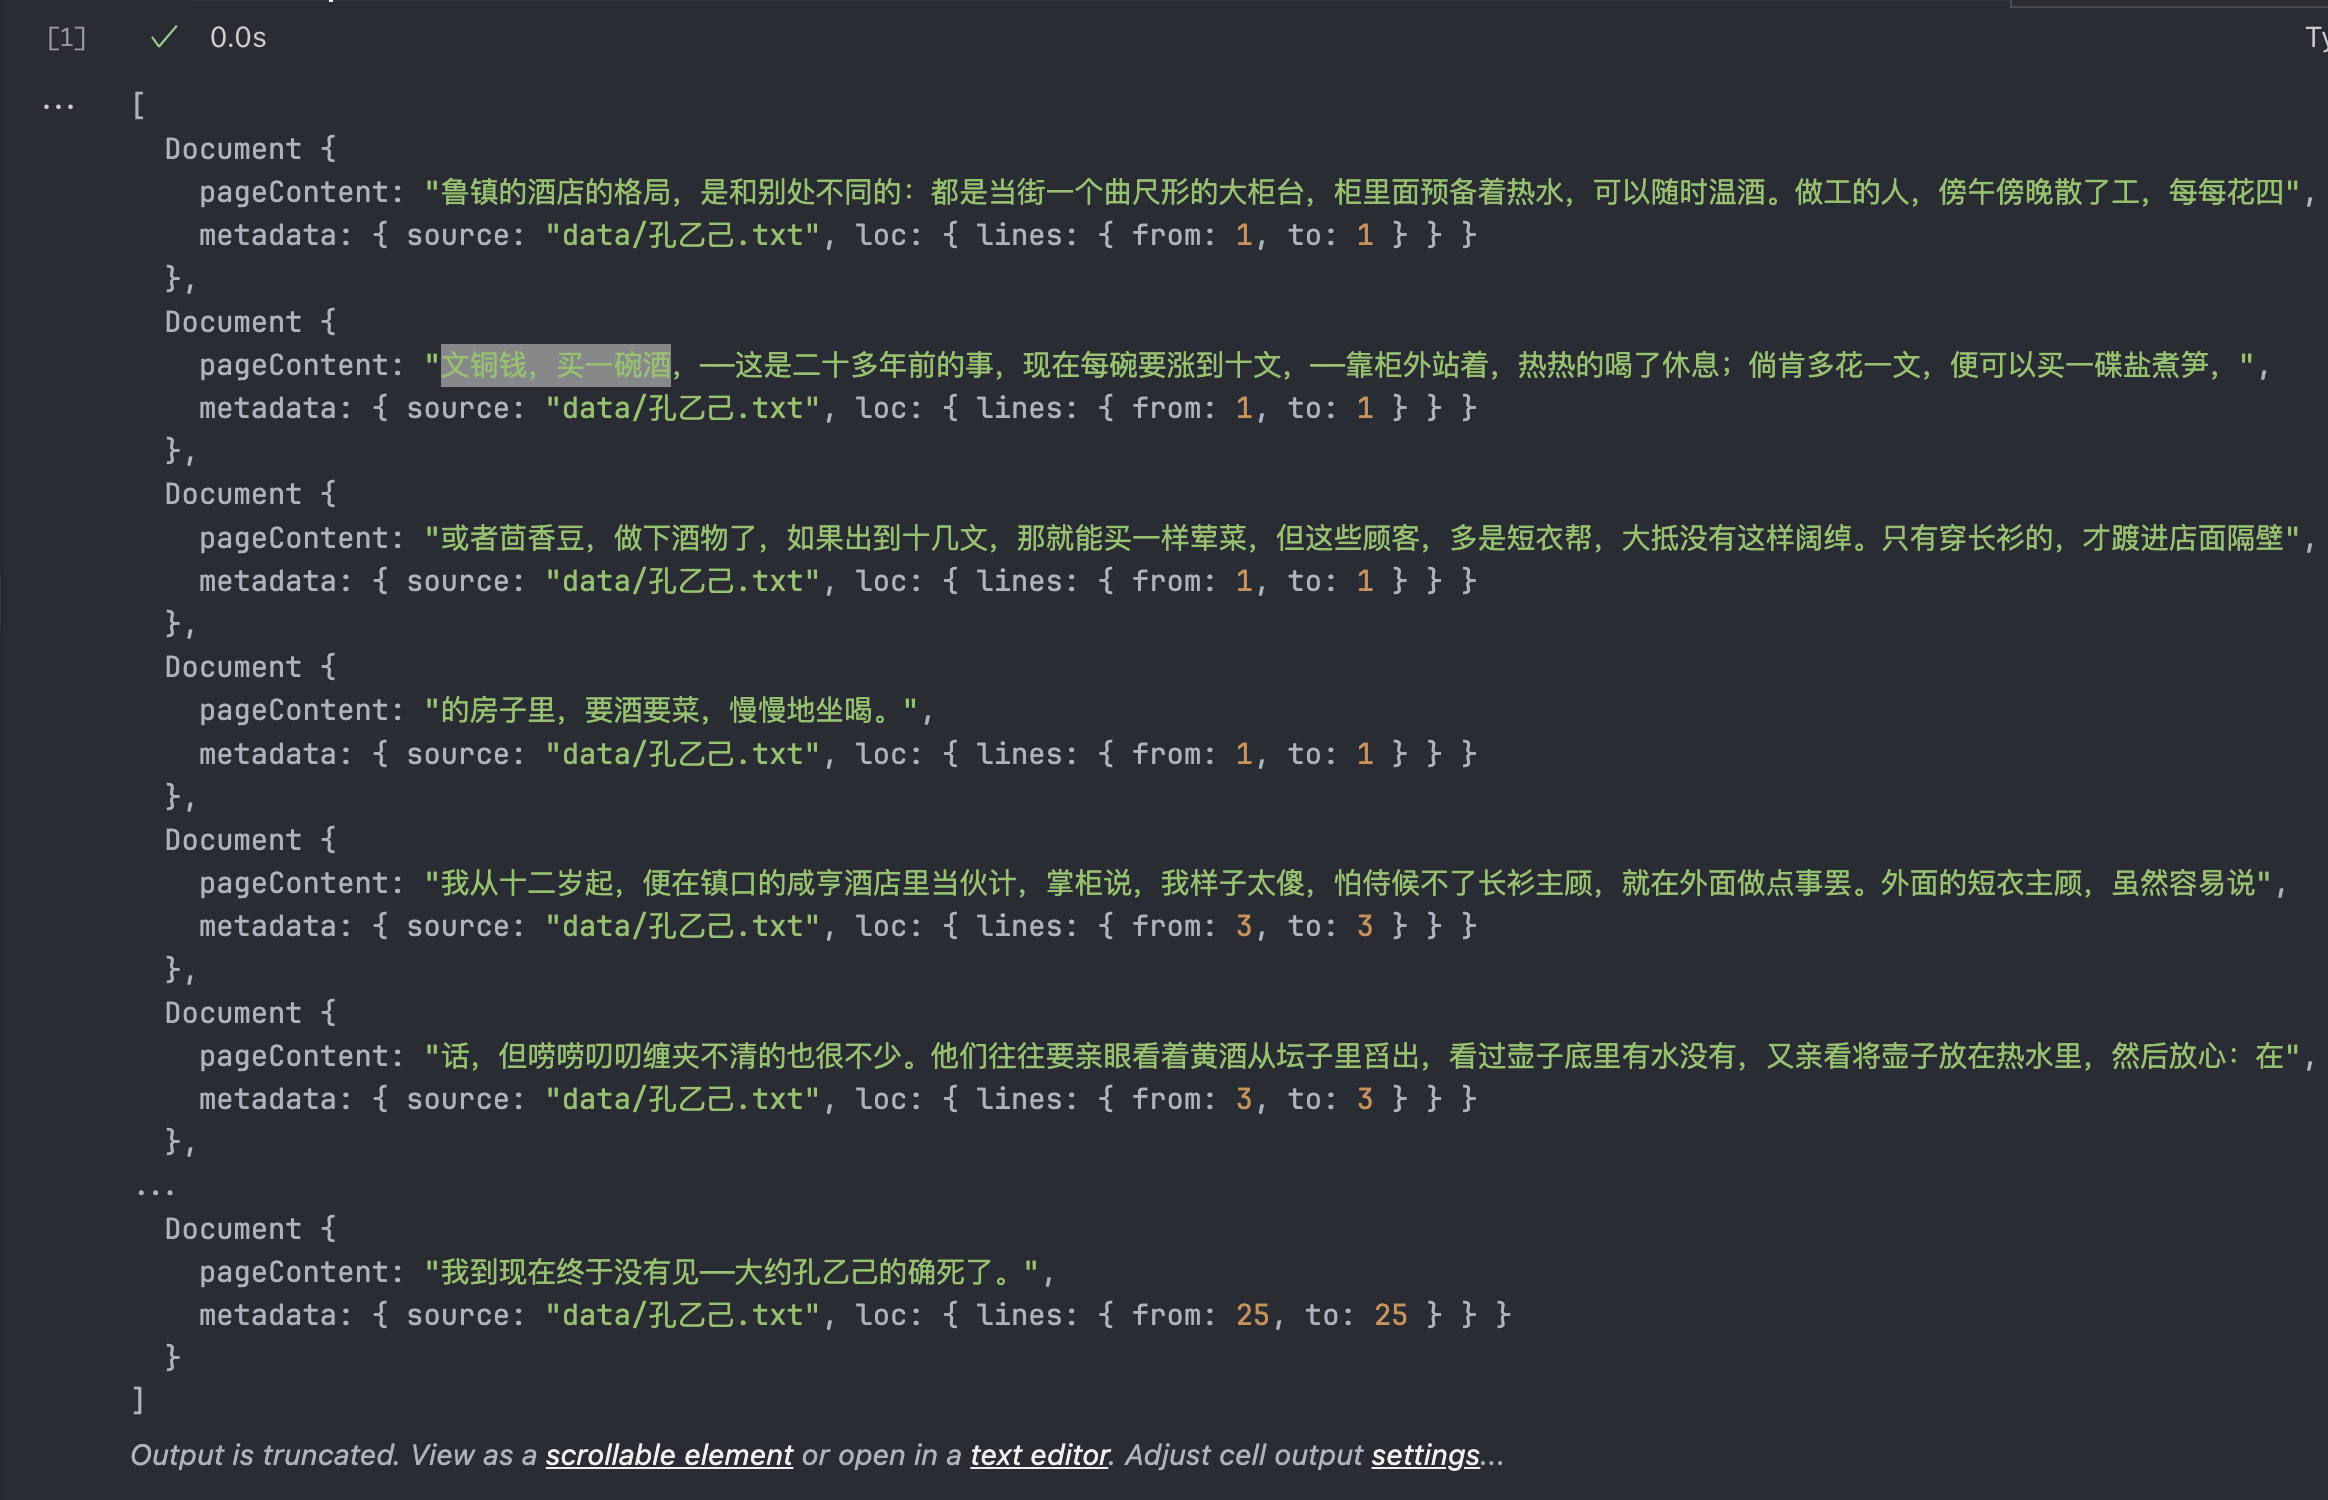 [1] ✓ 0.0s Ty
... [
Document {
pageContent: "鲁镇的酒店的格局，是和别处不同的：都是当街一个曲尺形的大柜台，柜里面预备着热水，可以随时温酒。做工的人，傍午傍晚散了工，每每花四",
metadata: { source: "data/孔乙己.txt", loc: { lines: { from: 1, to: 1 } } }
},
Document {
pageContent: "文铜钱，买一碗酒，——这是二十多年前的事，现在每碗要涨到十文，——靠柜外站着，热热的喝了休息；倘肯多花一文，便可以买一碟盐煮笋，",
metadata: { source: "data/孔乙己.txt", loc: { lines: { from: 1, to: 1 } } }
},
Document {
pageContent: "或者茴香豆，做下酒物了，如果出到十几文，那就能买一样荤菜，但这些顾客，多是短衣帮，大抵没有这样阔绰。只有穿长衫的，才踱进店面隔壁",
metadata: { source: "data/孔乙己.txt", loc: { lines: { from: 1, to: 1 } } }
},
Document {
pageContent: "的房子里，要酒要菜，慢慢地坐喝。",
metadata: { source: "data/孔乙己.txt", loc: { lines: { from: 1, to: 1 } } }
},
Document {
pageContent: "我从十二岁起，便在镇口的咸亨酒店里当伙计，掌柜说，我样子太傻，怕侍候不了长衫主顾，就在外面做点事罢。外面的短衣主顾，虽然容易说",
metadata: { source: "data/孔乙己.txt", loc: { lines: { from: 3, to: 3 } } }
},
Document {
pageContent: "话，但唠唠叨叨缠夹不清的也很不少。他们往往要亲眼看着黄酒从坛子里舀出，看过壶子底里有水没有，又亲看将壶子放在热水里，然后放心：在",
metadata: { source: "data/孔乙己.txt", loc: { lines: { from: 3, to: 3 } } }
},
...
Document {
pageContent: "我到现在终于没有见——大约孔乙己的确死了。",
metadata: { source: "data/孔乙己.txt", loc: { lines: { from: 25, to: 25 } } }
}
]
Output is truncated. View as a scrollable element or open in a text editor. Adjust cell output settings...